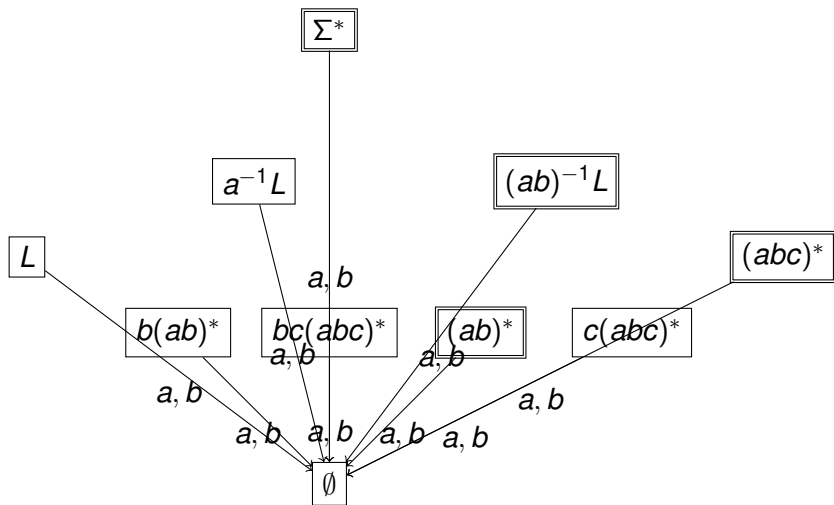 Σ*
a⁻¹L
(ab)⁻¹L
L
(abc)*
a, b
b(ab)*
bc(abc)*
(ab)*
c(abc)*
a, b
a, b
a, b
a, b
a, b
a, b
a, b
a, b
∅